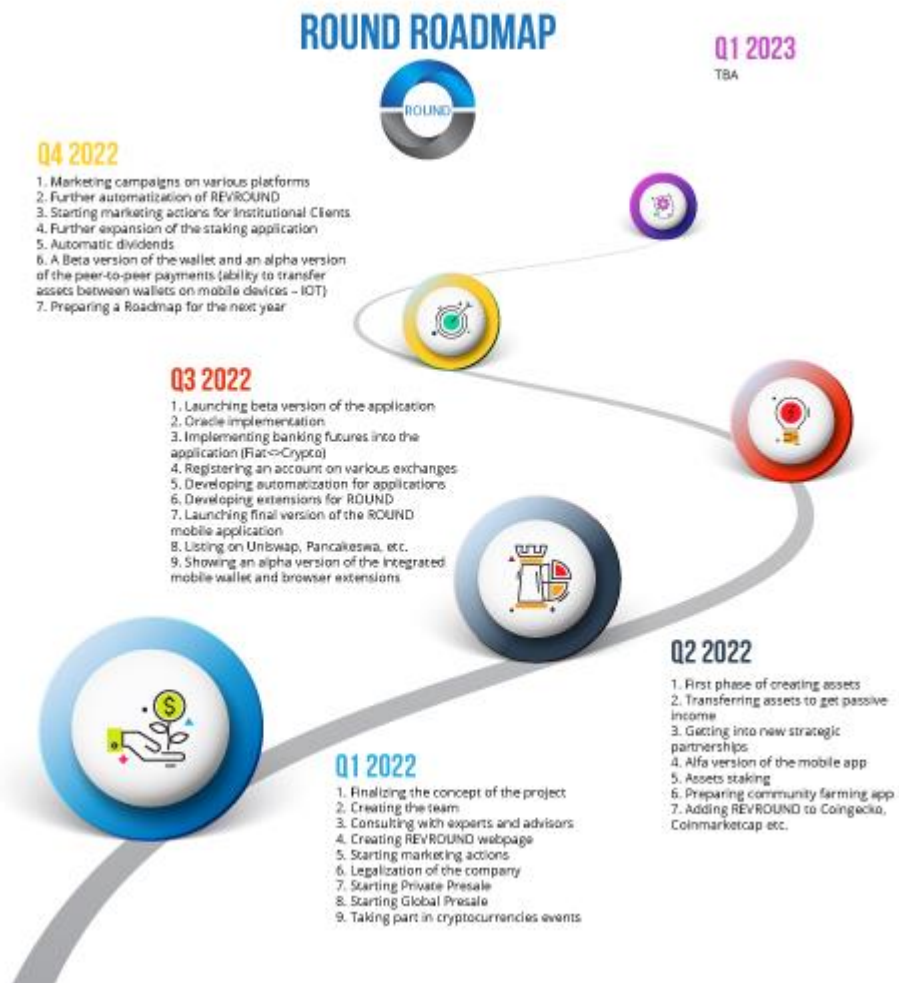 ROUND ROADMAP
ROUND
Q1 2023
TBA
Q4 2022
1. Marketing campaigns on various platforms
2. Further automatization of REVROUND
3. Starting marketing actions for Institutional Clients
4. Further expansion of the staking application
5. Automatic dividends
6. A Beta version of the wallet and an alpha version
of the peer-to-peer payments (ability to transfer
assets between wallets on mobile devices – IOT)
7. Preparing a Roadmap for the next year
Q3 2022
1. Launching beta version of the application
2. Oracle implementation
3. Implementing banking futures into the
application (Fiat<>Crypto)
4. Registering an account on various exchanges
5. Developing automatization for applications
6. Developing extensions for ROUND
7. Launching final version of the ROUND
mobile application
8. Listing on Uniswap, Pancakeswa, etc.
9. Showing an alpha version of the integrated
mobile wallet and browser extensions
Q2 2022
1. First phase of creating assets
2. Transferring assets to get passive
income
3. Getting into new strategic
partnerships
4. Alfa version of the mobile app
5. Assets staking
6. Preparing community farming app
7. Adding REVROUND to Coingecko,
Coinmarketcap etc.
Q1 2022
1. Finalizing the concept of the project
2. Creating the team
3. Consulting with experts and advisors
4. Creating REVROUND webpage
5. Starting marketing actions
6. Legalization of the company
7. Starting Private Presale
8. Starting Global Presale
9. Taking part in cryptocurrencies events